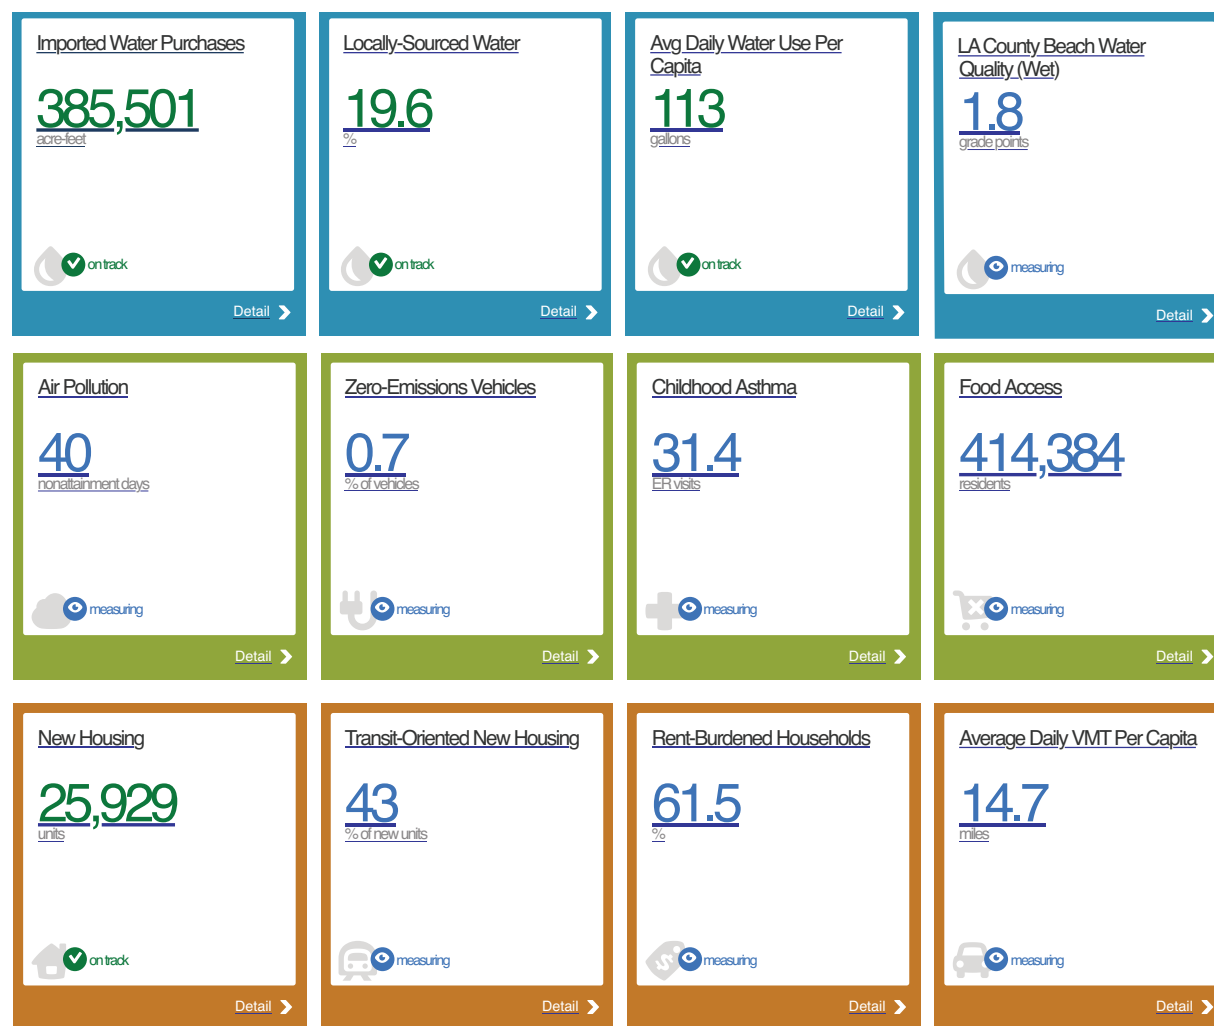 Imported Water Purchases
385,501
acre-feet
on track
Detail
Locally-Sourced Water
19.6
%
on track
Detail
Avg Daily Water Use Per
Capita
113
gallons
on track
Detail
LA County Beach Water
Quality (Wet)
1.8
grade points
measuring
Detail
Air Pollution
40
nonattainment days
measuring
Detail
Zero-Emissions Vehicles
0.7
% of vehicles
measuring
Detail
Childhood Asthma
31.4
ER visits
measuring
Detail
Food Access
414,384
residents
measuring
Detail
New Housing
25,929
units
on track
Detail
Transit-Oriented New Housing
43
% of new units
measuring
Detail
Rent-Burdened Households
61.5
%
measuring
Detail
Average Daily VMT Per Capita
14.7
miles
measuring
Detail